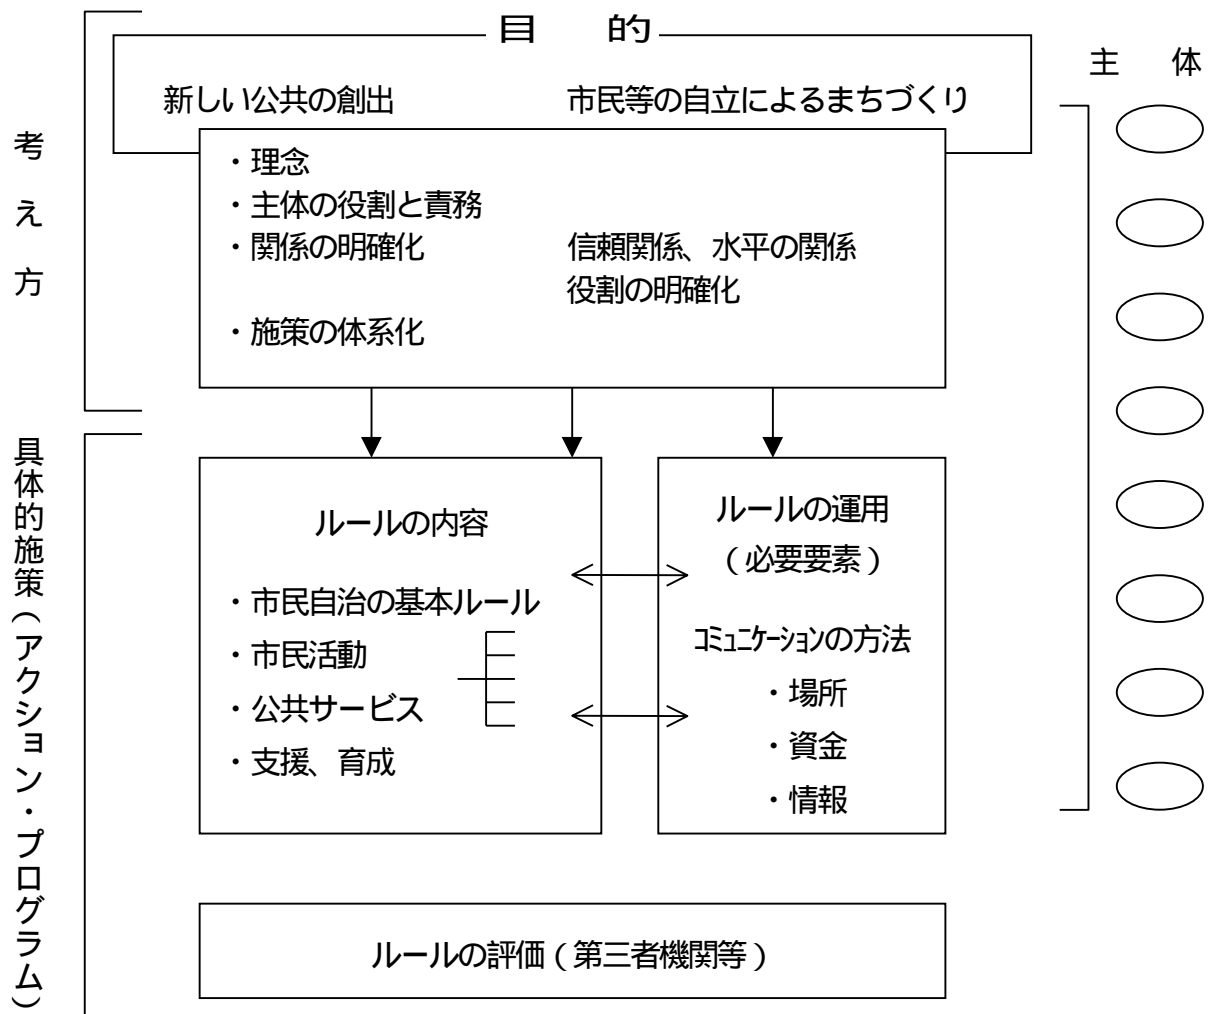 目　的
主　体
新しい公共の創出　市民等の自立によるまちづくり
考え方
・理念
・主体の役割と責務
・関係の明確化　信頼関係、水平の関係
役割の明確化
・施策の体系化
具体的施策(アクション・プログラム)
ルールの内容
・市民自治の基本ルール
・市民活動
・公共サービス
・支援、育成
ルールの運用
(必要要素)
ｺﾐｭﾆｹｰｼｮﾝの方法
・場所
・資金
・情報
ルールの評価(第三者機関等)